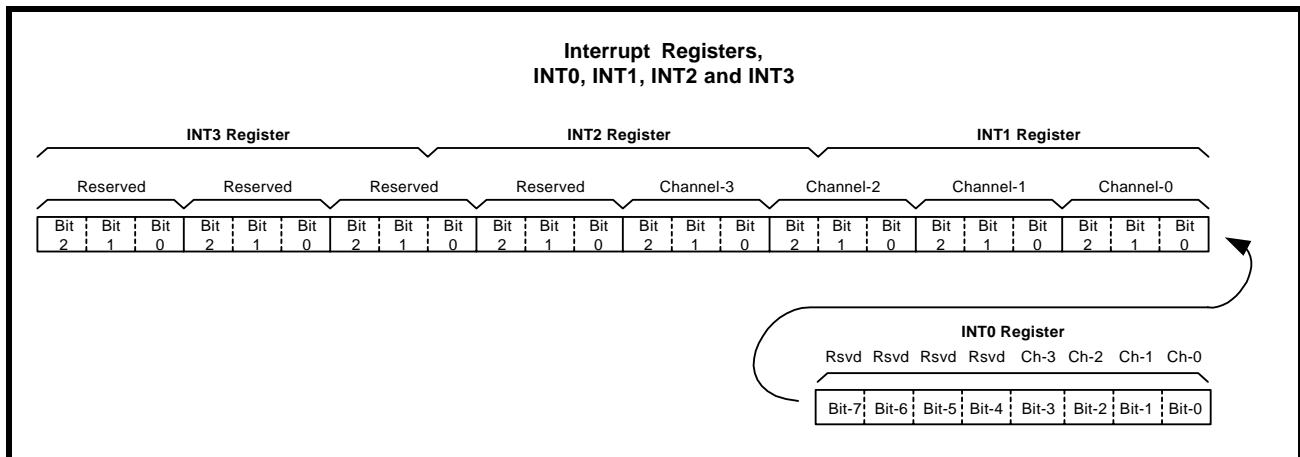 Interrupt Registers,
INT0, INT1, INT2 and INT3
INT3 Register INT2 Register INT1 Register
Reserved Reserved Reserved Reserved Channel-3 Channel-2 Channel-1 Channel-0
Bit Bit Bit Bit Bit Bit Bit Bit Bit Bit Bit Bit Bit Bit Bit Bit Bit Bit Bit Bit Bit Bit Bit Bit
2 1 0 2 1 0 2 1 0 2 1 0 2 1 0 2 1 0 2 1 0 2 1 0
INT0 Register
Rsvd Rsvd Rsvd Rsvd Ch-3 Ch-2 Ch-1 Ch-0
Bit-7 Bit-6 Bit-5 Bit-4 Bit-3 Bit-2 Bit-1 Bit-0